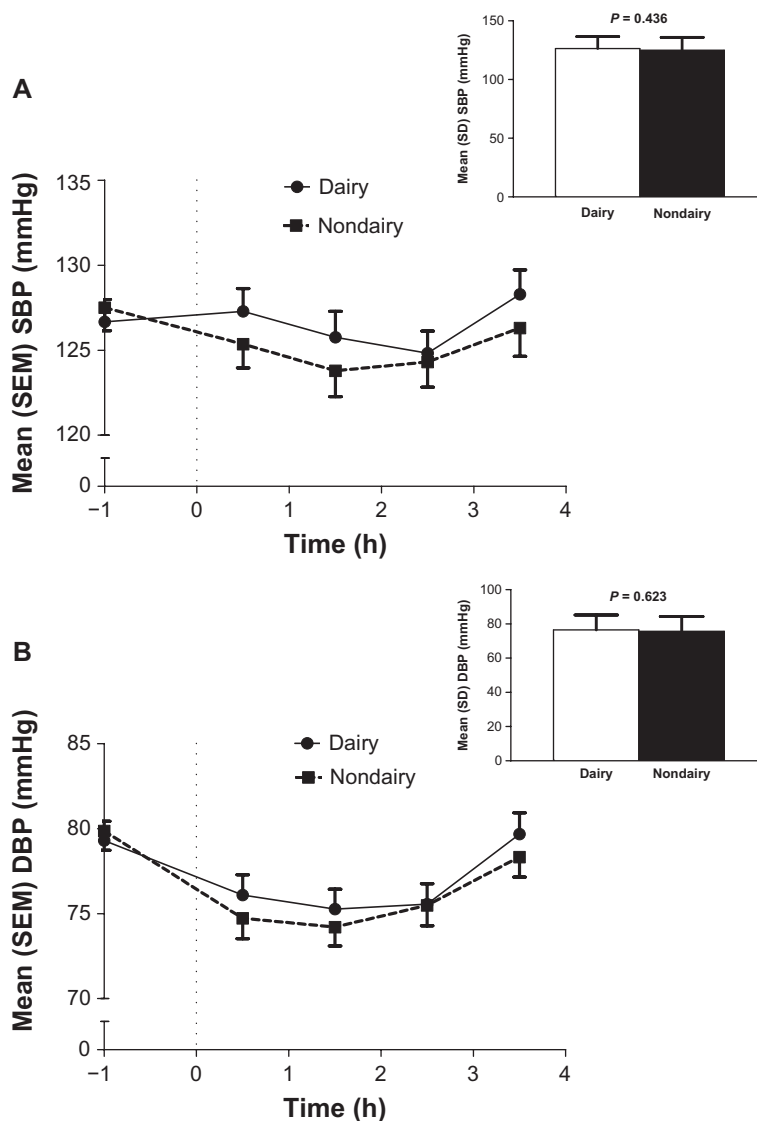 A
Mean (SEM) SBP (mmHg)
135
130
125
120
0
−1
0
1
2
3
4
Time (h)
Dairy
Nondairy
Mean (SD) SBP (mmHg)
150
100
50
0
P = 0.436
Dairy Nondairy
B
Mean (SEM) DBP (mmHg)
85
80
75
70
0
−1
0
1
2
3
4
Time (h)
Dairy
Nondairy
Mean (SD) DBP (mmHg)
100
80
60
40
20
0
P = 0.623
Dairy Nondairy